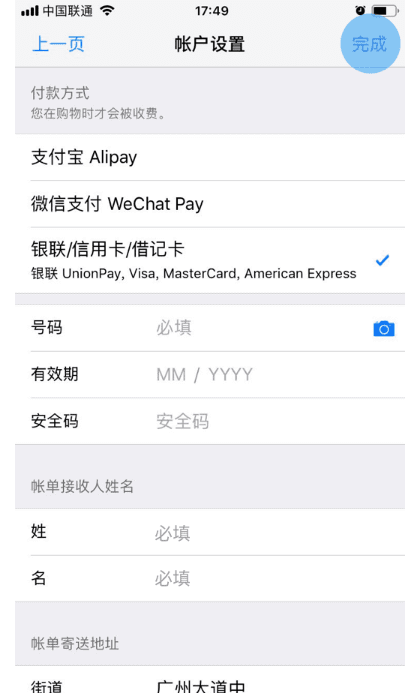 中国联通 17:49
上一页 帐户设置 完成
付款方式
您在购物时才会被收费。
支付宝 Alipay
微信支付 WeChat Pay
银联/信用卡/借记卡
银联 UnionPay, Visa, MasterCard, American Express
号码 必填
有效期 MM / YYYY
安全码 安全码
帐单接收人姓名
姓 必填
名 必填
帐单寄送地址
街道 广州大道中